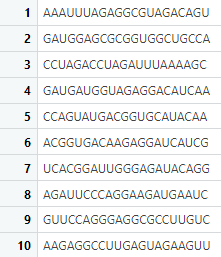 1 AAAUUUAGAGGCGUAGACAGU
2 GAUGGAGCGCGGUGGCUGCCA
3 CCUAGACCUAGAUUUAAAAGC
4 GAUGAUGGUAGAGGACAUCAA
5 CCAGUAUGACGGUGCAUACAA
6 ACGGUGACAAGAGGAUCAUCG
7 UCACGGAUUGGGAGAUACAGG
8 AGAUUCCCAGGAAGAUGAAUC
9 GUUCCAGGGAGGCGCCUUGUC
10 AAGAGGCCUUGAGUAGAAGUU